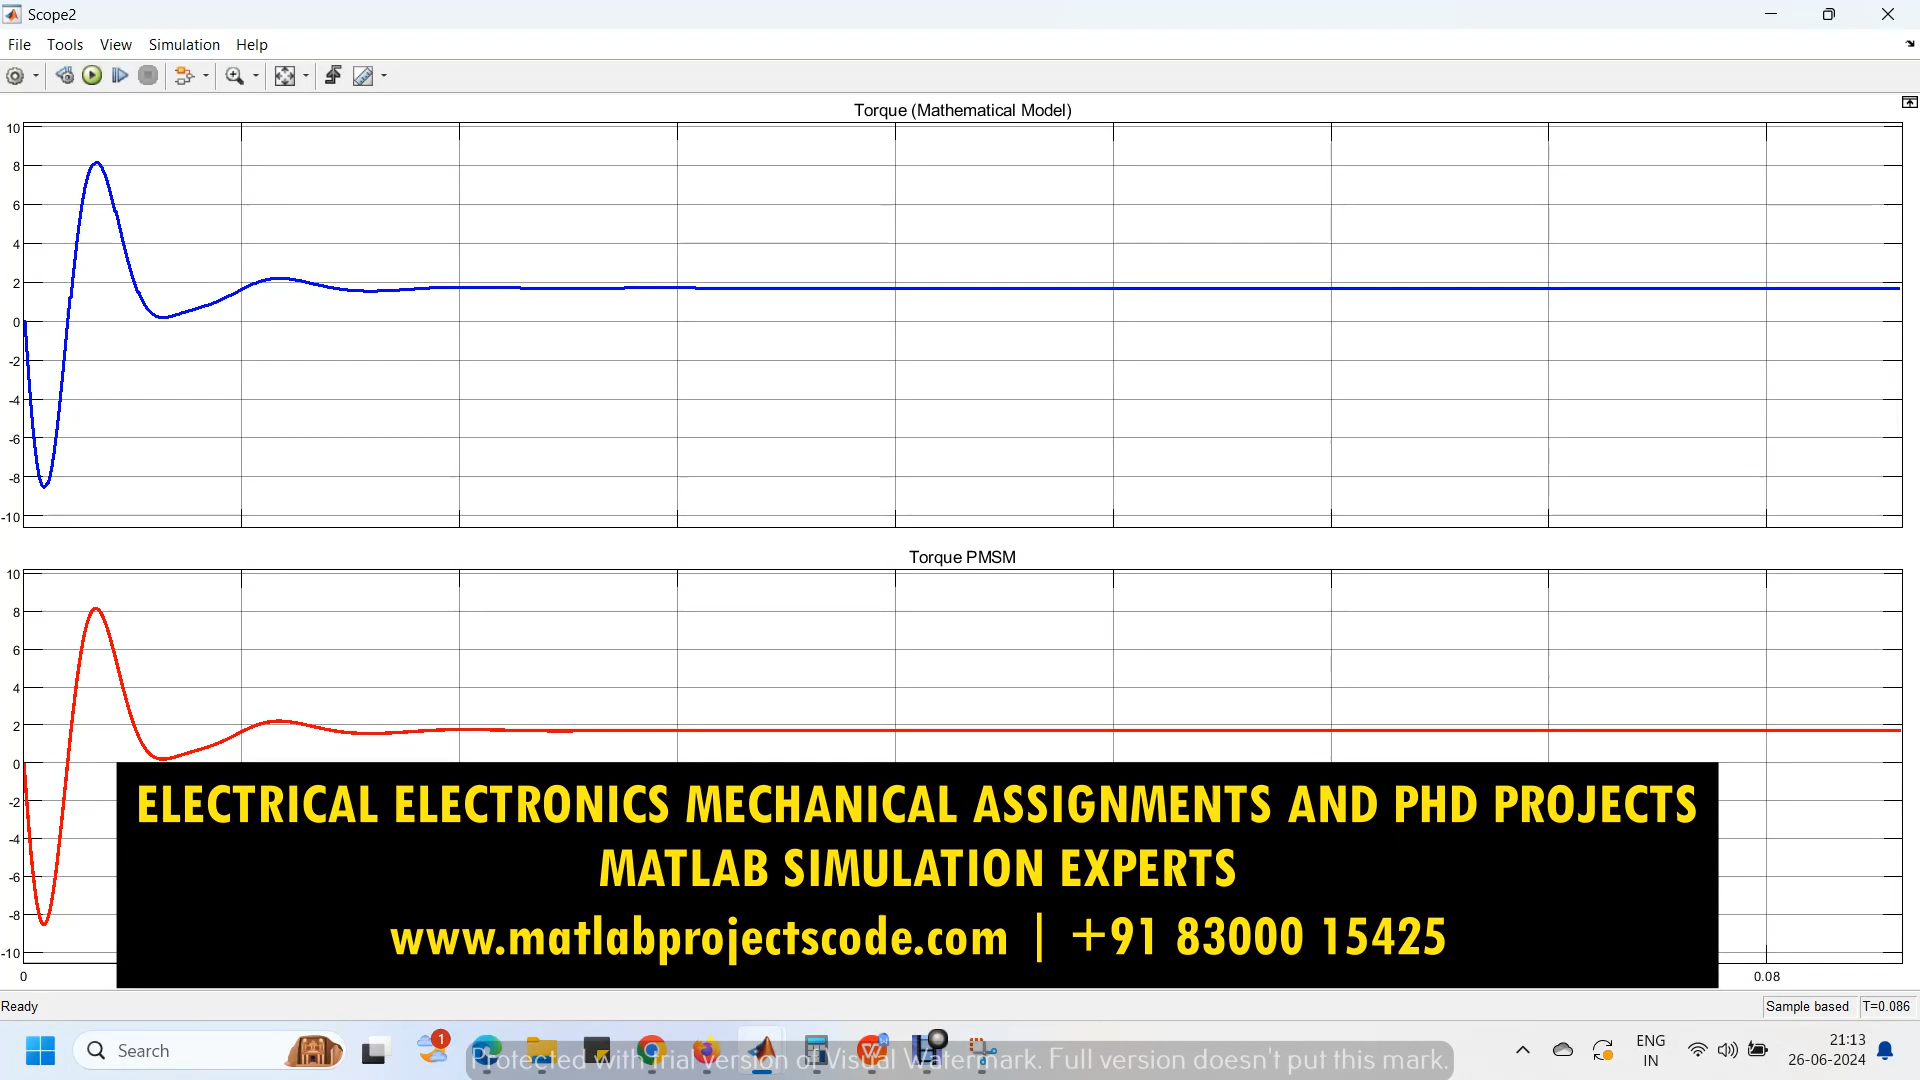 Scope2
File Tools View Simulation Help
Torque (Mathematical Model)
10
8
6
4
2
0
-2
-4
-6
-8
-10
Torque PMSM
10
8
6
4
2
0
-2
-4
-6
-8
-10
0
0.08
ELECTRICAL ELECTRONICS MECHANICAL ASSIGNMENTS AND PHD PROJECTS
MATLAB SIMULATION EXPERTS
www.matlabprojectscode.com | +91 83000 15425
Ready
Sample based T=0.086
Search
1
Protected with trial version of Visual Watermark. Full version doesn't put this mark.
ENG
IN
21:13
26-06-2024